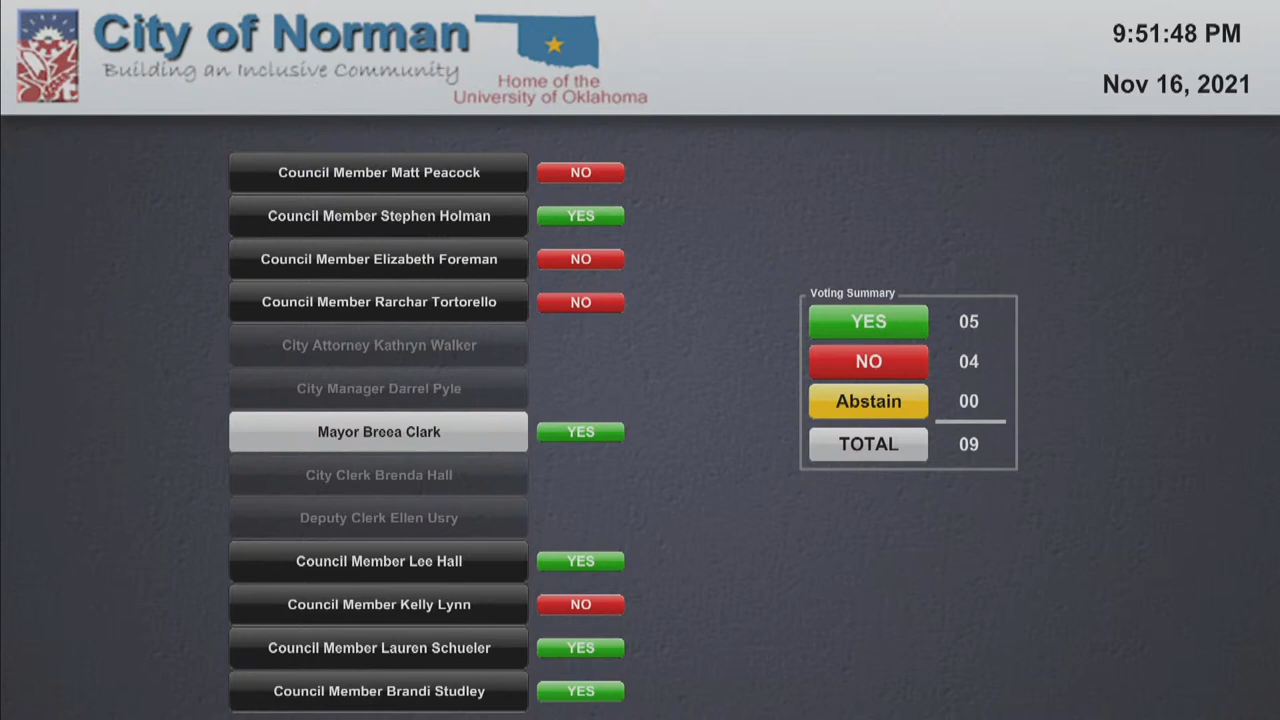 City of Norman
Building an Inclusive Community
Home of the
University of Oklahoma
9:51:48 PM
Nov 16, 2021
Council Member Matt Peacock NO
Council Member Stephen Holman YES
Council Member Elizabeth Foreman NO
Council Member Rarchar Tortorello NO
City Attorney Kathryn Walker
City Manager Darrel Pyle
Mayor Breea Clark YES
City Clerk Brenda Hall
Deputy Clerk Ellen Usry
Council Member Lee Hall YES
Council Member Kelly Lynn NO
Council Member Lauren Schueler YES
Council Member Brandi Studley YES
Voting Summary
YES 05
NO 04
Abstain 00
TOTAL 09